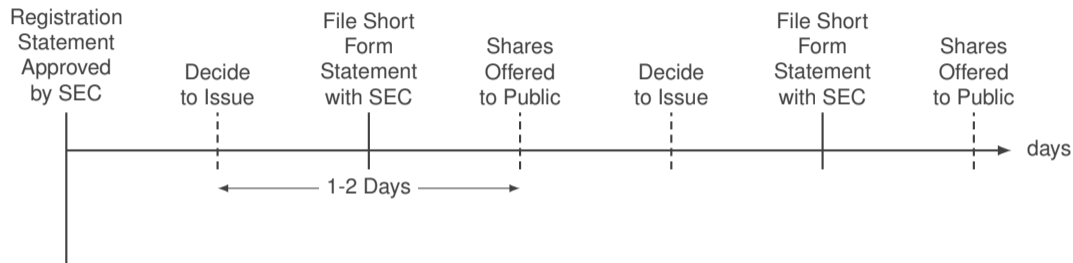 Registration
Statement
Approved
by SEC
Decide
to Issue
File Short
Form
Statement
with SEC
Shares
Offered
to Public
Decide
to Issue
File Short
Form
Statement
with SEC
Shares
Offered
to Public
days
1-2 Days